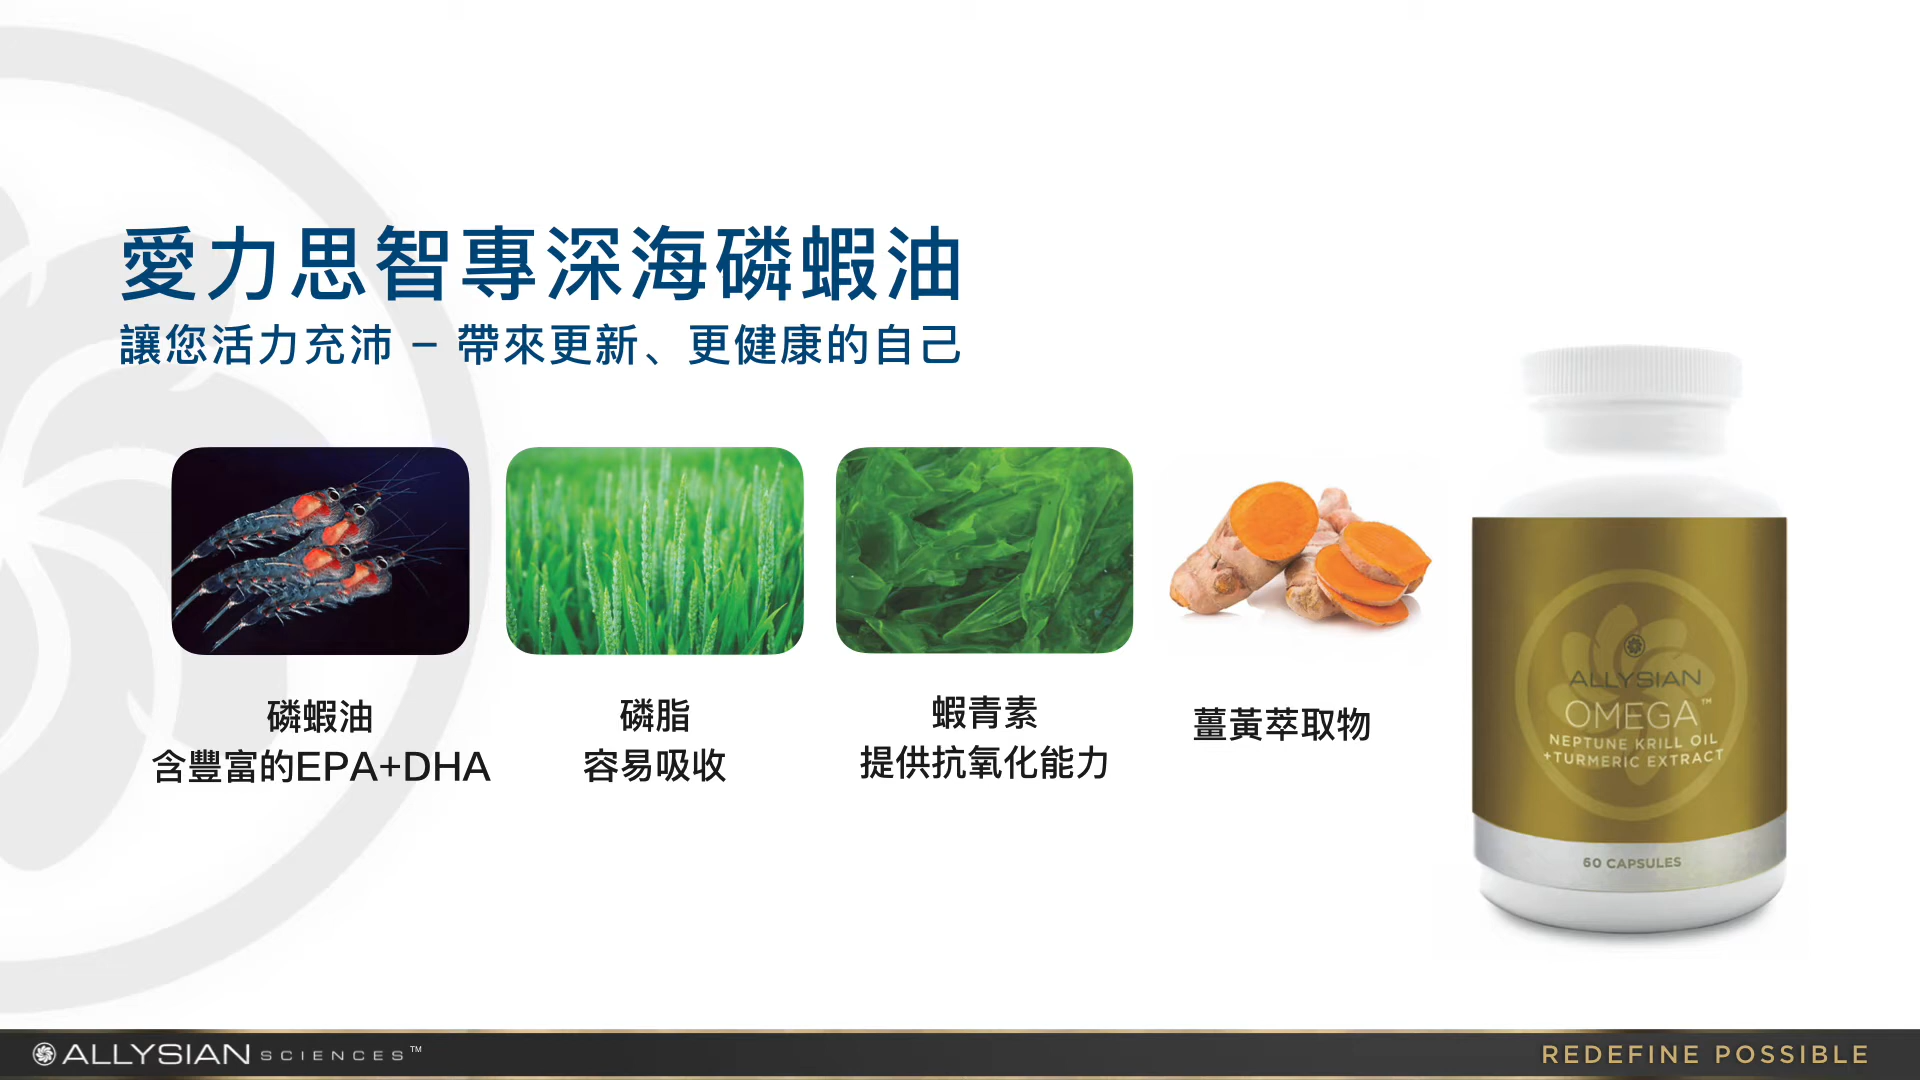 愛力思智專深海磷蝦油
讓您活力充沛 – 帶來更新、更健康的自己
磷蝦油
含豐富的EPA+DHA
磷脂
容易吸收
蝦青素
提供抗氧化能力
薑黃萃取物
ALLYSIAN
OMEGA™
NEPTUNE KRILL OIL
+TURMERIC EXTRACT
60 CAPSULES
ALLYSIAN SCIENCES™
REDEFINE POSSIBLE